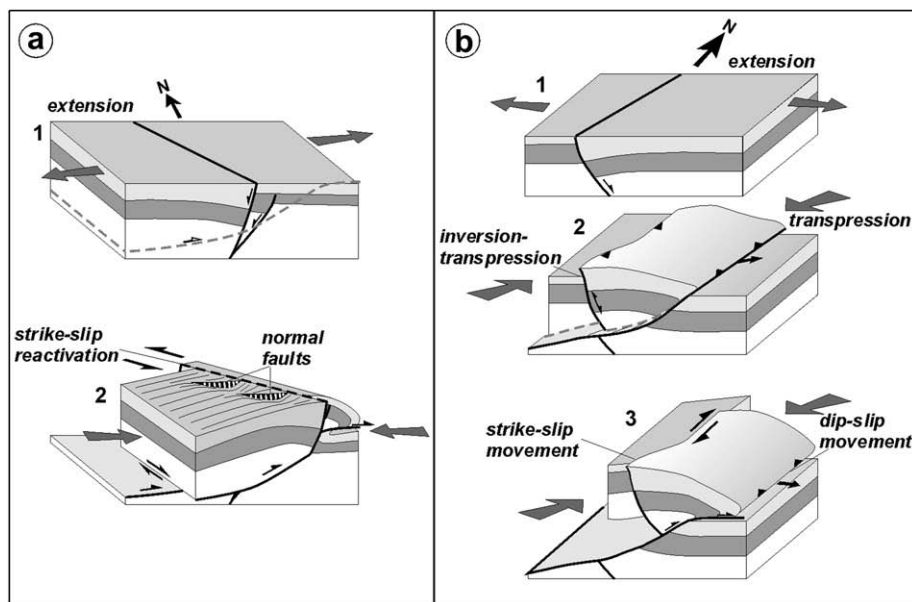 a
N
extension
1
strike-slip
reactivation
normal
faults
2
b
N
1
extension
2
inversion-
transpression
transpression
3
strike-slip
movement
dip-slip
movement